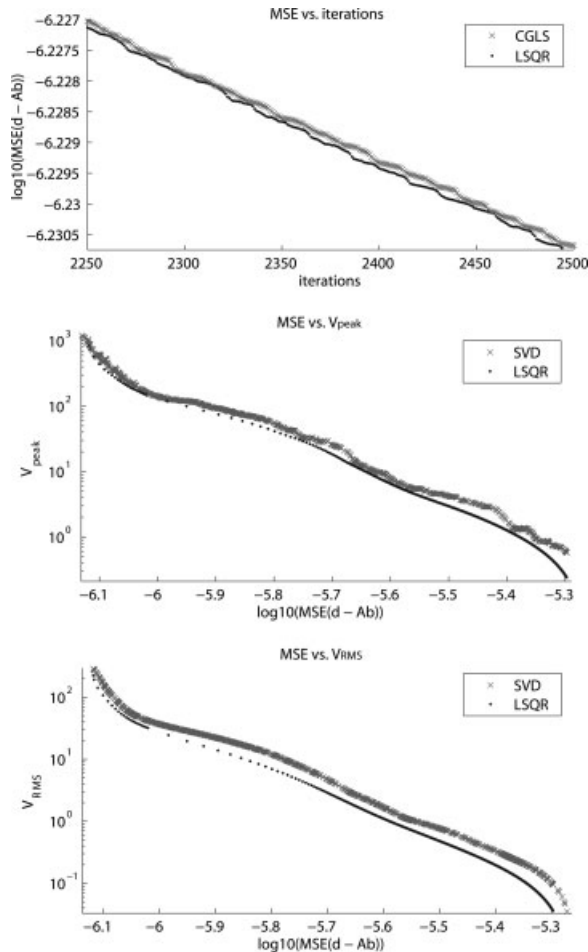 MSE vs. iterations
−6.227
−6.2275
−6.228
−6.2285
−6.229
−6.2295
−6.23
−6.2305
log10(MSE(d − Ab))
CGLS
LSQR
2250
2300
2350
2400
2450
2500
iterations
MSE vs. Vpeak
10³
10²
10¹
10⁰
Vpeak
SVD
LSQR
−6.1
−6
−5.9
−5.8
−5.7
−5.6
−5.5
−5.4
−5.3
log10(MSE(d − Ab))
MSE vs. VRMS
10²
10¹
10⁰
10⁻¹
VRMS
SVD
LSQR
−6.1
−6
−5.9
−5.8
−5.7
−5.6
−5.5
−5.4
−5.3
log10(MSE(d − Ab))